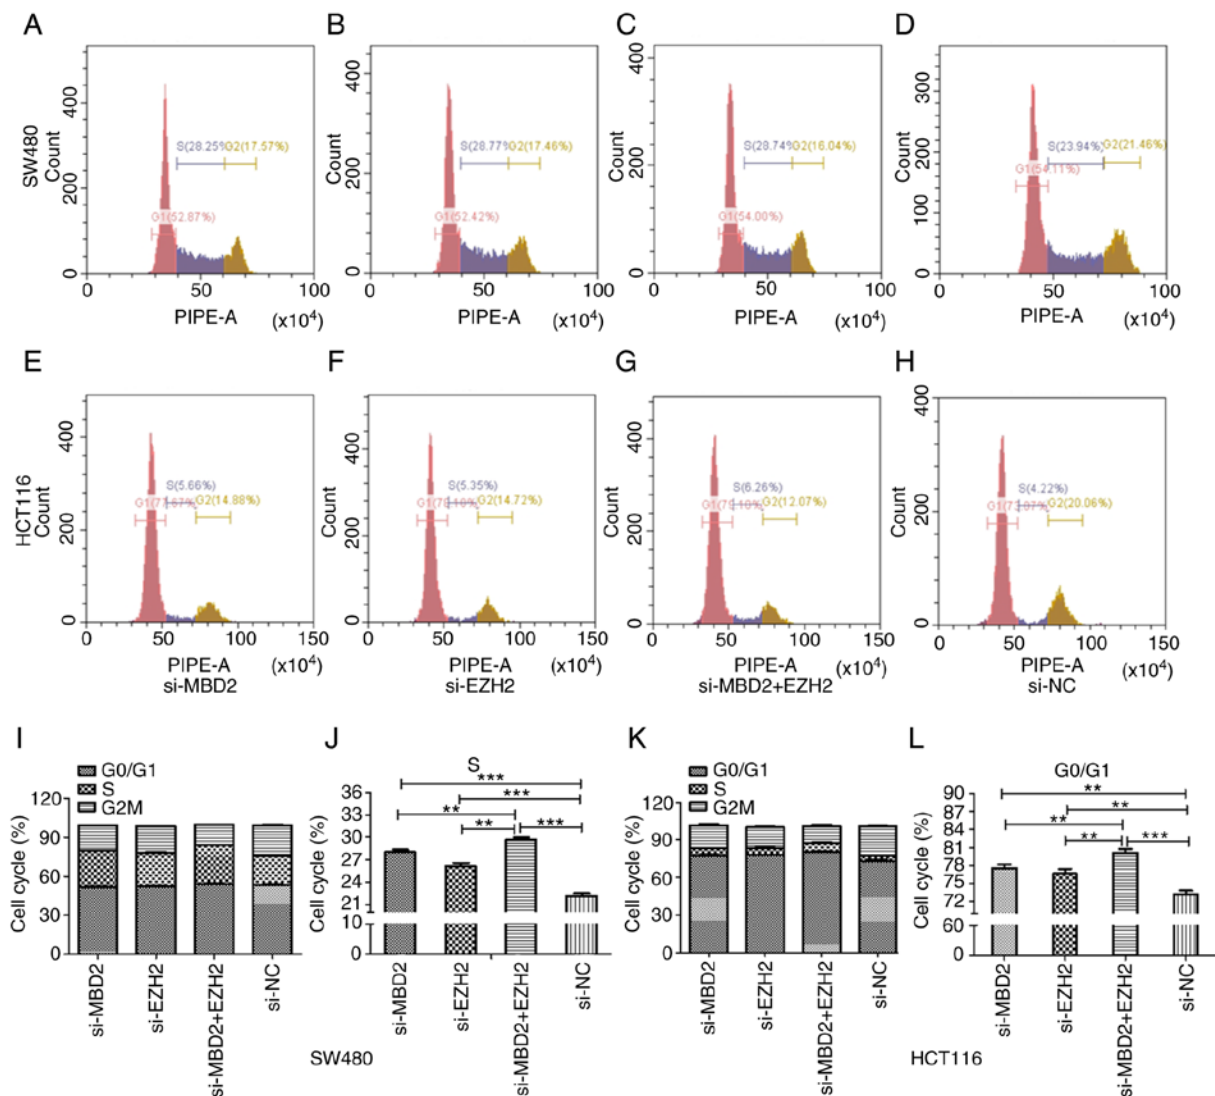 A B C D
SW480
Count
400
200
0
S(28.25%
G2(17.57%)
G1(52.87%)
0 50 100
PIPE-A (x10⁴)
Count
400
200
0
S(28.77%
G2(17.46%)
G1(52.42%)
0 50 100
PIPE-A (x10⁴)
Count
400
200
0
S(28.74%
G2(16.04%)
G1(54.00%)
0 50 100
PIPE-A (x10⁴)
Count
300
200
100
0
S(23.94%
G2(21.46%)
G1(54.11%)
0 50 100
PIPE-A (x10⁴)
E F G H
HCT116
Count
400
200
0
S(5.66%)
G2(14.88%)
0 50 100 150
PIPE-A (x10⁴)
si-MBD2
Count
400
200
0
S(5.35%)
G2(14.72%)
0 50 100 150
PIPE-A (x10⁴)
si-EZH2
Count
400
200
0
S(6.26%)
G2(12.07%)
0 50 100 150
PIPE-A (x10⁴)
si-MBD2+EZH2
Count
400
200
0
S(4.22%)
G2(20.06%)
0 50 100 150
PIPE-A (x10⁴)
si-NC
I J K L
G0/G1
S
G2M
Cell cycle (%)
120
90
60
30
0
si-MBD2
si-EZH2
si-MBD2+EZH2
si-NC
S
Cell cycle (%)
36
33
30
27
24
21
10
0
***
***
**
**
***
si-MBD2
si-EZH2
si-MBD2+EZH2
si-NC
SW480
G0/G1
S
G2M
Cell cycle (%)
120
90
60
30
0
si-MBD2
si-EZH2
si-MBD2+EZH2
si-NC
G0/G1
Cell cycle (%)
90
87
84
81
78
75
72
60
0
**
**
**
**
***
si-MBD2
si-EZH2
si-MBD2+EZH2
si-NC
HCT116